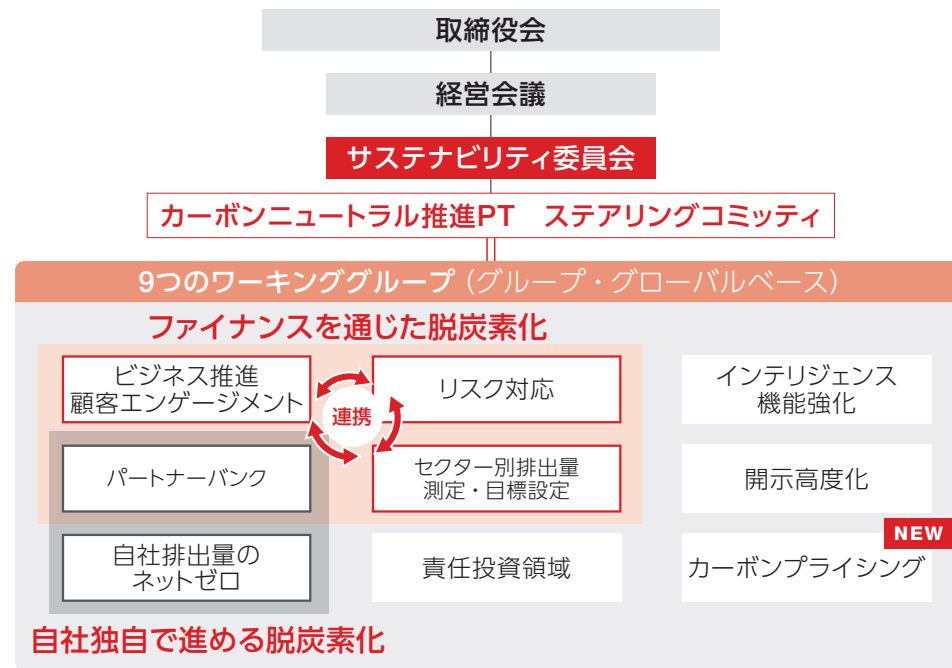 取締役会
経営会議
サステナビリティ委員会
カーボンニュートラル推進PT　ステアリングコミッティ
9つのワーキンググループ（グループ・グローバルベース）
ファイナンスを通じた脱炭素化
ビジネス推進
顧客エンゲージメント
連携
リスク対応
インテリジェンス
機能強化
パートナーバンク
セクター別排出量
測定・目標設定
開示高度化
自社排出量の
ネットゼロ
責任投資領域
NEW
カーボンプライシング
自社独自で進める脱炭素化